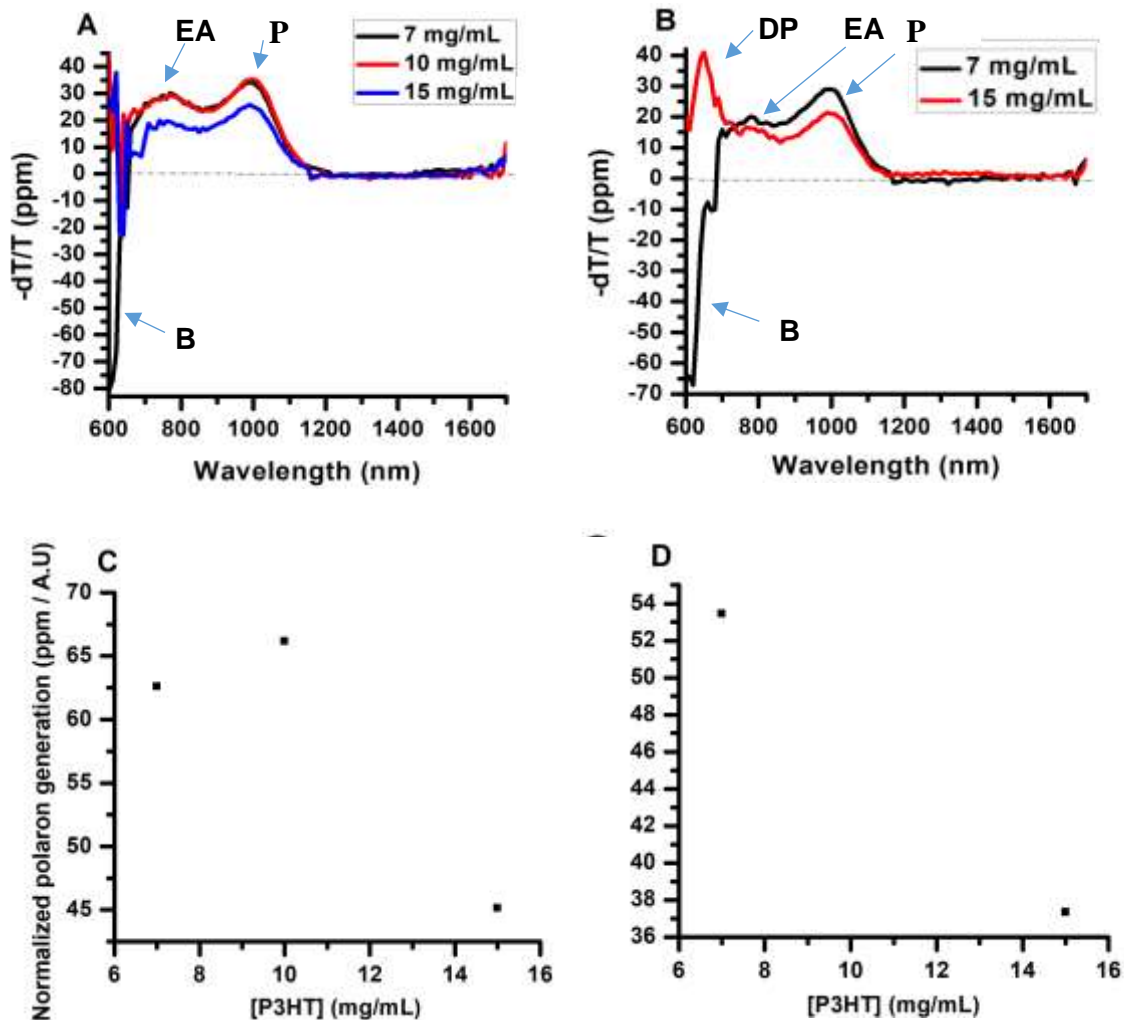 A
EA
P
7 mg/mL
10 mg/mL
15 mg/mL
40
30
20
10
0
-10
-20
-30
-40
-50
-60
-70
-80
B
-dT/T (ppm)
600 800 1000 1200 1400 1600
Wavelength (nm)
B
DP
EA
P
7 mg/mL
15 mg/mL
40
30
20
10
0
-10
-20
-30
-40
-50
-60
-70
B
-dT/T (ppm)
600 800 1000 1200 1400 1600
Wavelength (nm)
C
Normalized polaron generation (ppm / A.U)
70
65
60
55
50
45
6 8 10 12 14 16
[P3HT] (mg/mL)
D
54
52
50
48
46
44
42
40
38
36
6 8 10 12 14 16
[P3HT] (mg/mL)